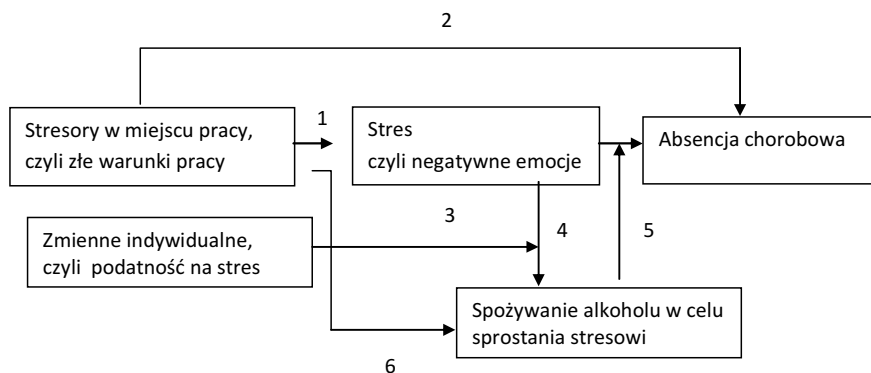 2
Stresory w miejscu pracy,
czyli złe warunki pracy
1
Stres
czyli negatywne emocje
Absencja chorobowa
Zmienne indywidualne,
czyli podatność na stres
3
4
5
Spożywanie alkoholu w celu
sprostania stresowi
6